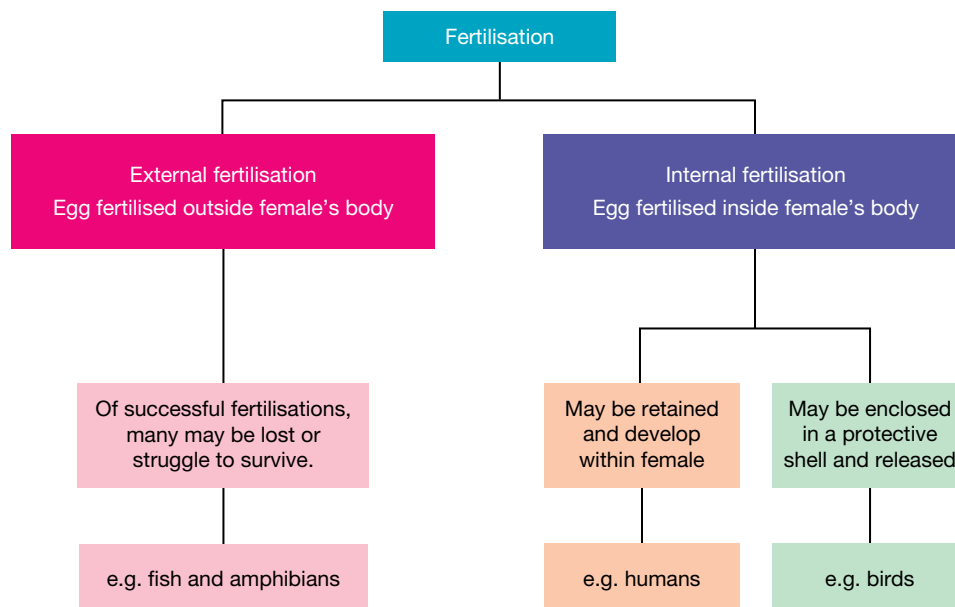 Fertilisation
External fertilisation
Egg fertilised outside female's body
Internal fertilisation
Egg fertilised inside female's body
Of successful fertilisations,
many may be lost or
struggle to survive.
May be retained
and develop
within female
May be enclosed
in a protective
shell and released
e.g. fish and amphibians
e.g. humans
e.g. birds